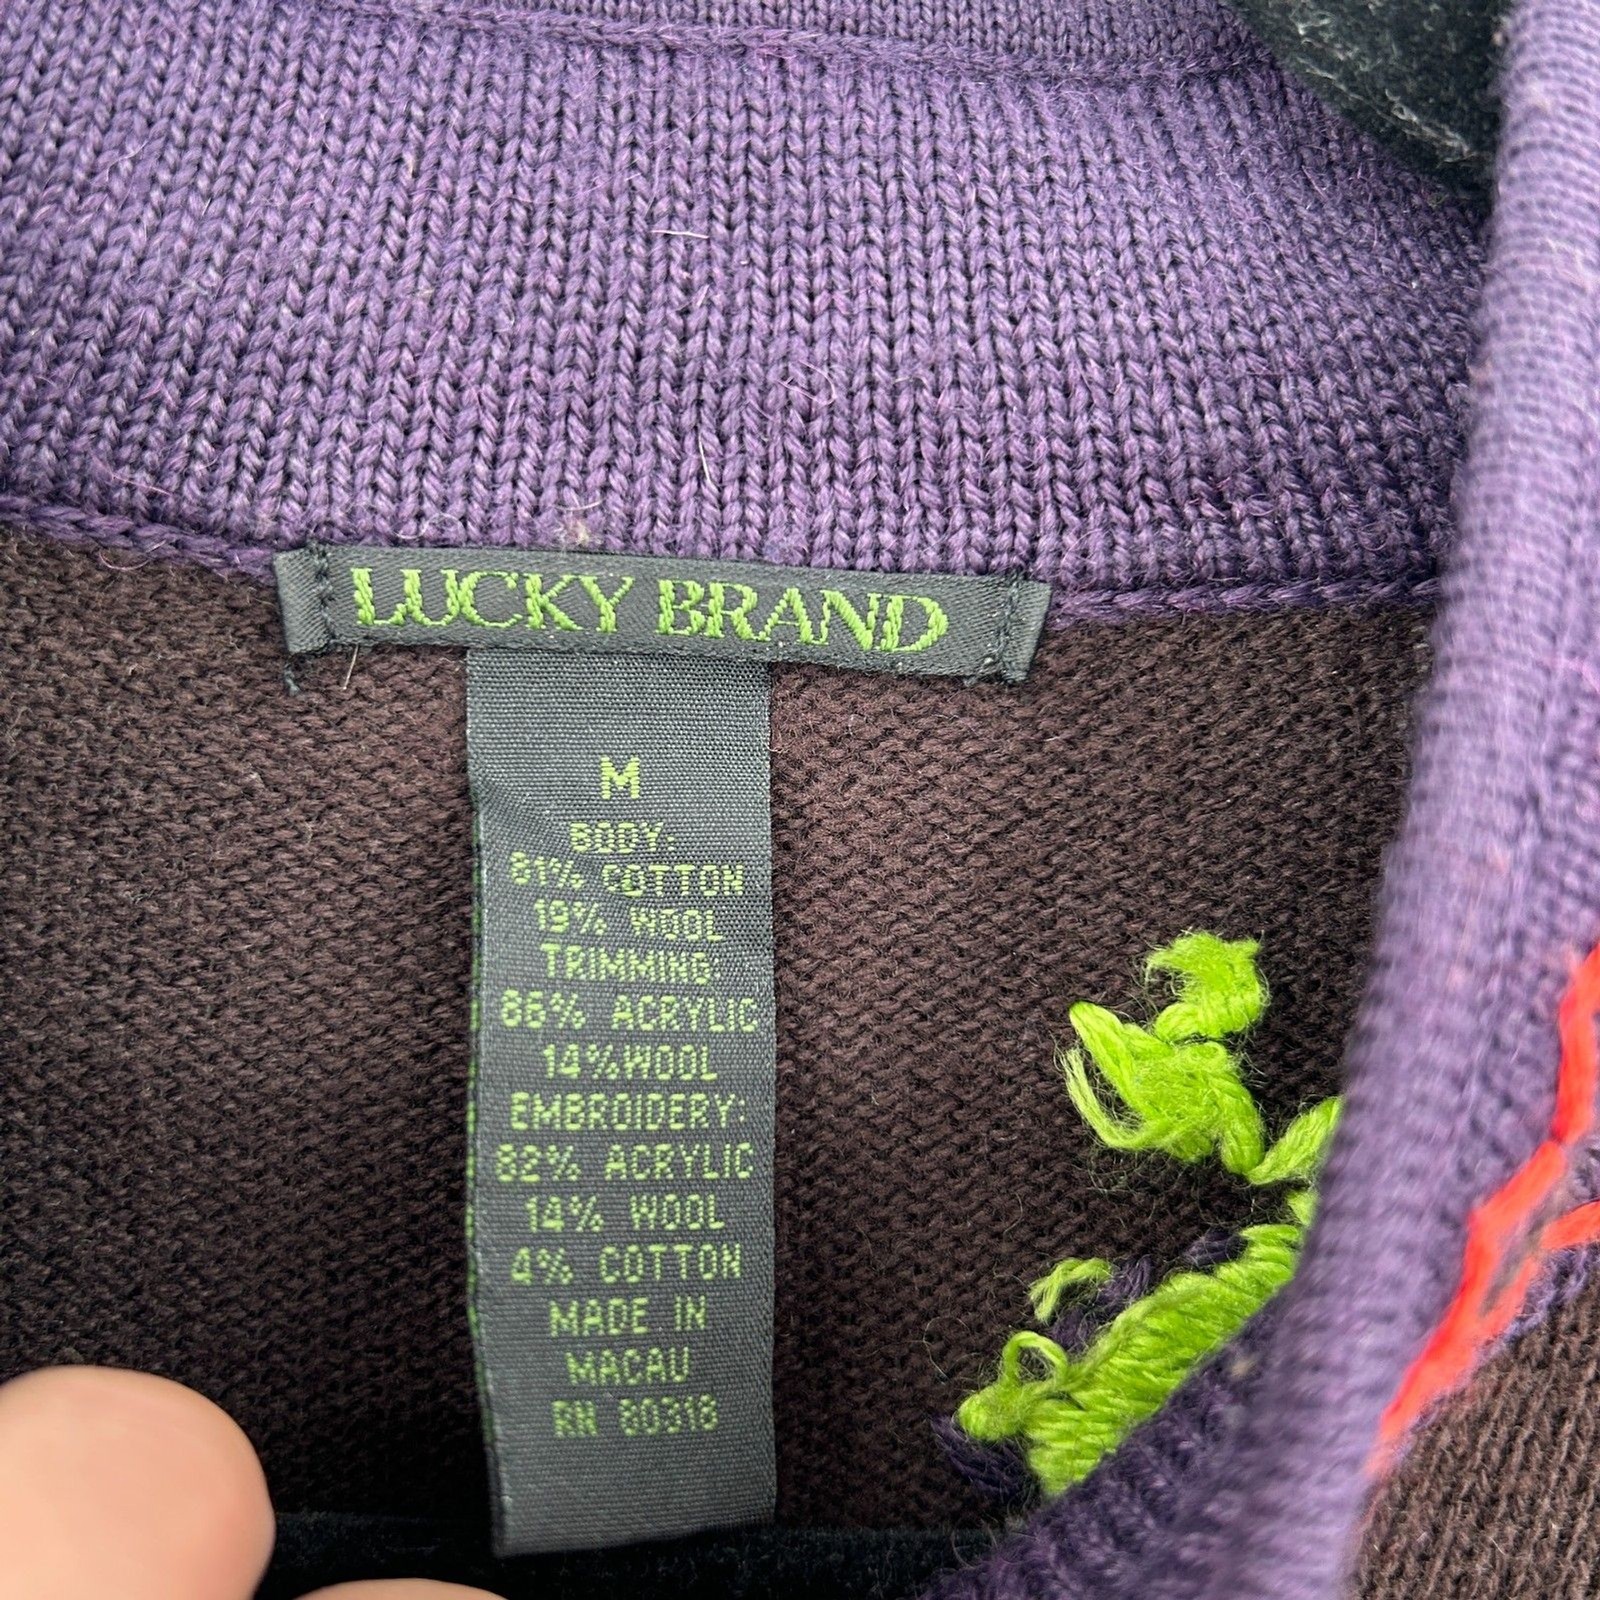 LUCKY BRAND
M
BODY:
81% COTTON
19% WOOL
TRIMMING:
86% ACRYLIC
14%WOOL
EMBROIDERY:
82% ACRYLIC
14% WOOL
4% COTTON
MADE IN
MACAU
RN 80318